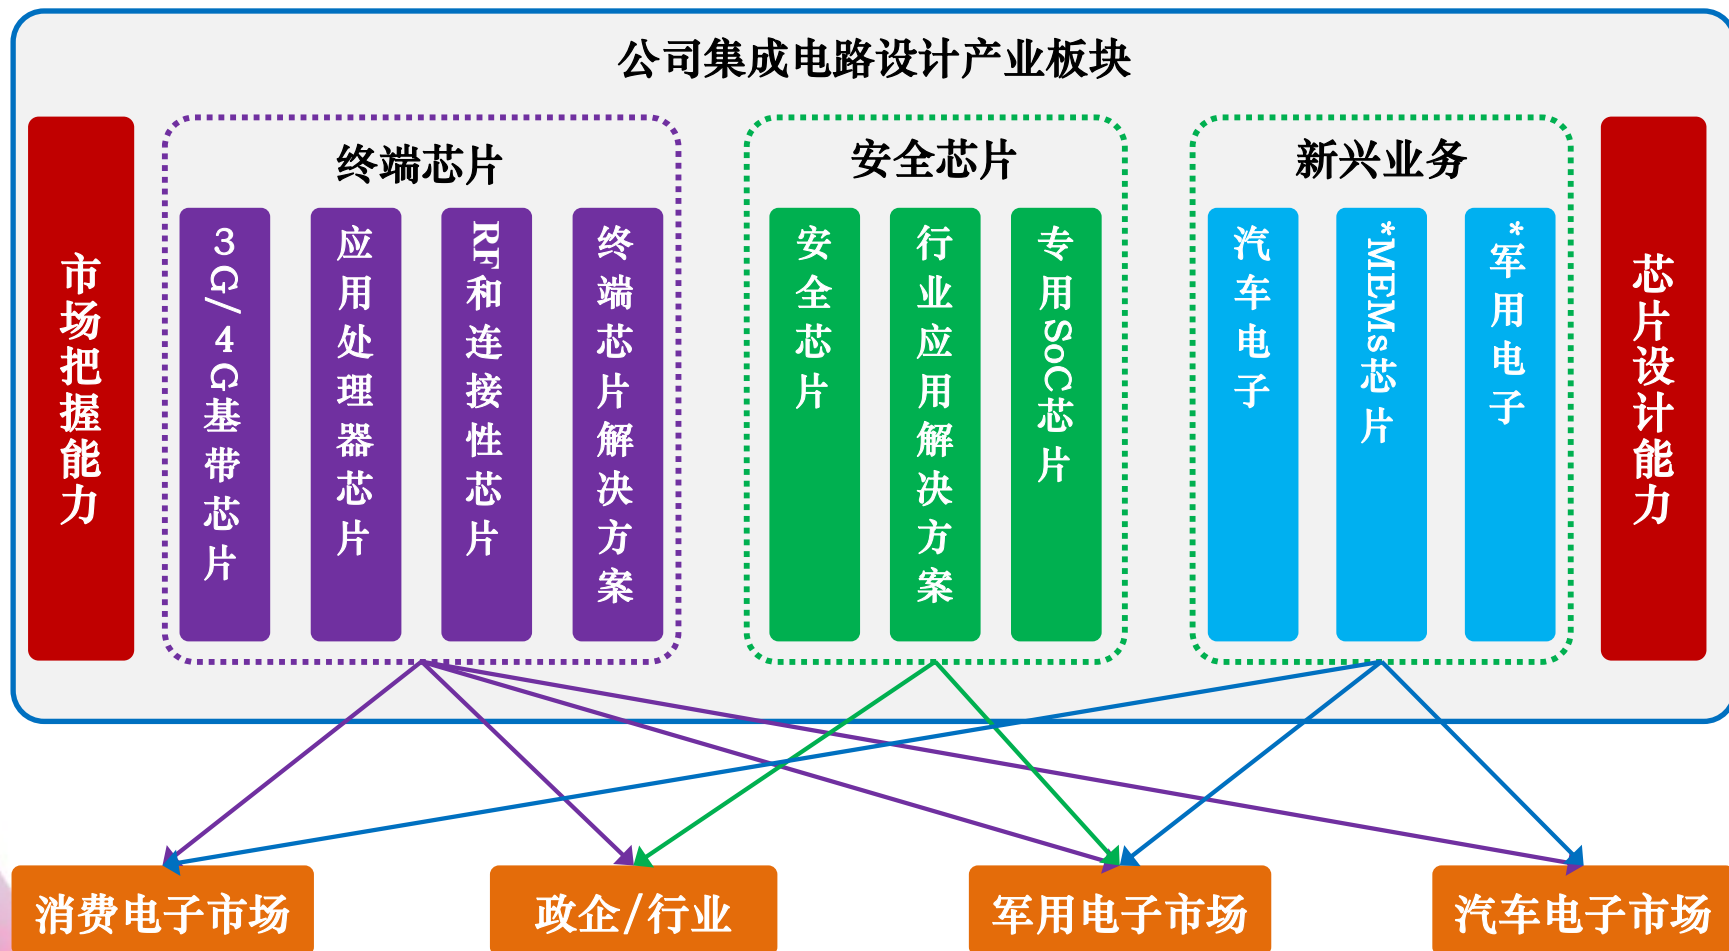 公司集成电路设计产业板块
市场把握能力
终端芯片
3G/4G基带芯片
应用处理器芯片
RF和连接性芯片
终端芯片解决方案
安全芯片
安全芯片
行业应用解决方案
专用SoC芯片
新兴业务
汽车电子
*MEMs芯片
*军用电子
芯片设计能力
消费电子市场
政企/行业
军用电子市场
汽车电子市场